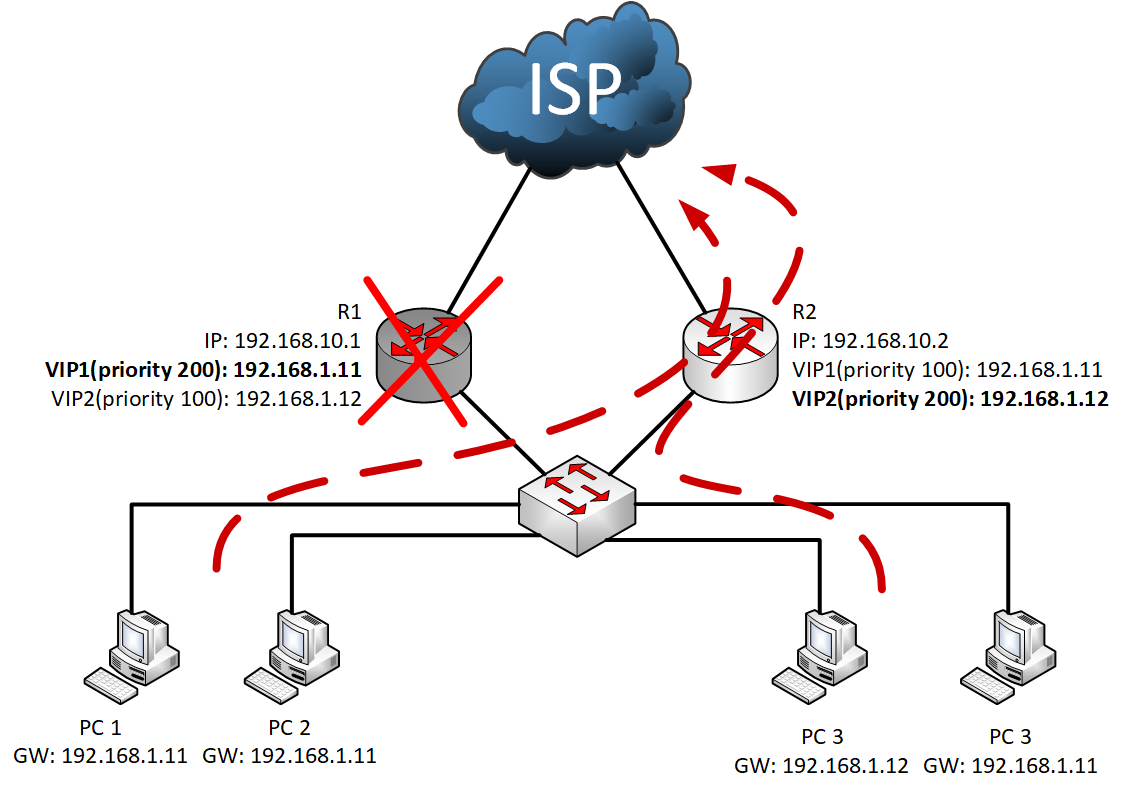 ISP
R1
IP: 192.168.10.1
VIP1(priority 200): 192.168.1.11
VIP2(priority 100): 192.168.1.12
R2
IP: 192.168.10.2
VIP1(priority 100): 192.168.1.11
VIP2(priority 200): 192.168.1.12
PC 1
GW: 192.168.1.11
PC 2
GW: 192.168.1.11
PC 3
GW: 192.168.1.12
PC 3
GW: 192.168.1.11